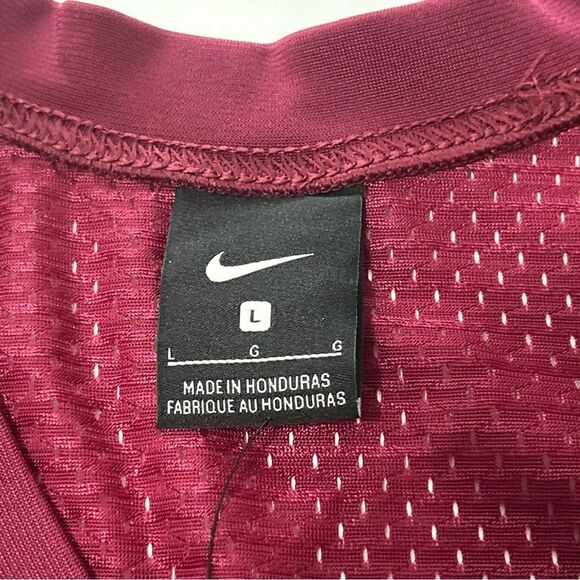 L
L G G
MADE IN HONDURAS
FABRIQUE AU HONDURAS